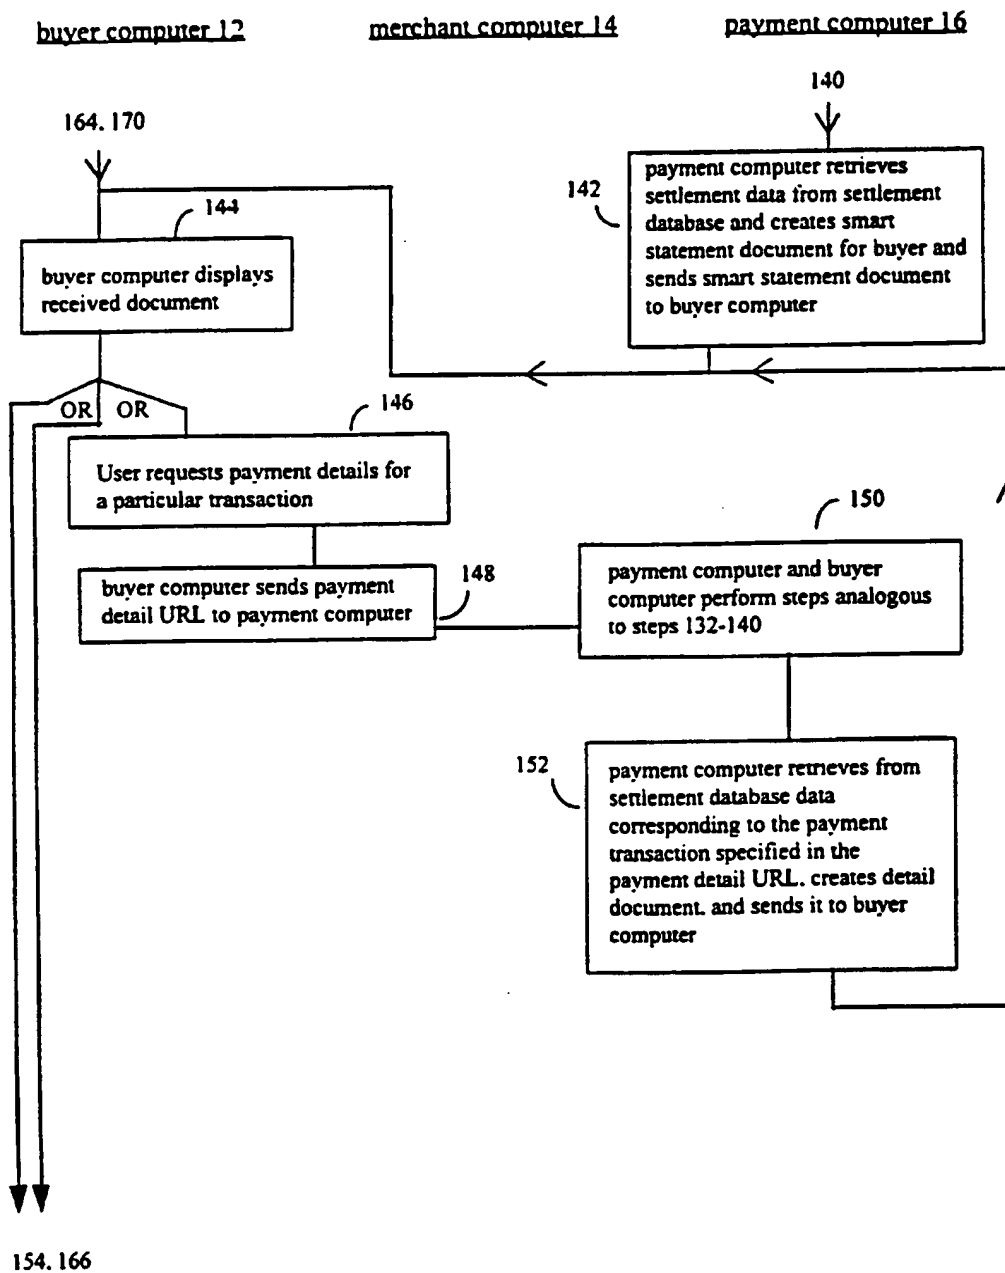 buyer computer 12
merchant computer 14
payment computer 16
140
164. 170
payment computer retrieves
settlement data from settlement
database and creates smart
statement document for buyer and
sends smart statement document
to buyer computer
142
144
buyer computer displays
received document
OR
OR
146
User requests payment details for
a particular transaction
148
buyer computer sends payment
detail URL to payment computer
150
payment computer and buyer
computer perform steps analogous
to steps 132-140
152
payment computer retrieves from
settlement database data
corresponding to the payment
transaction specified in the
payment detail URL. creates detail
document. and sends it to buyer
computer
154. 166